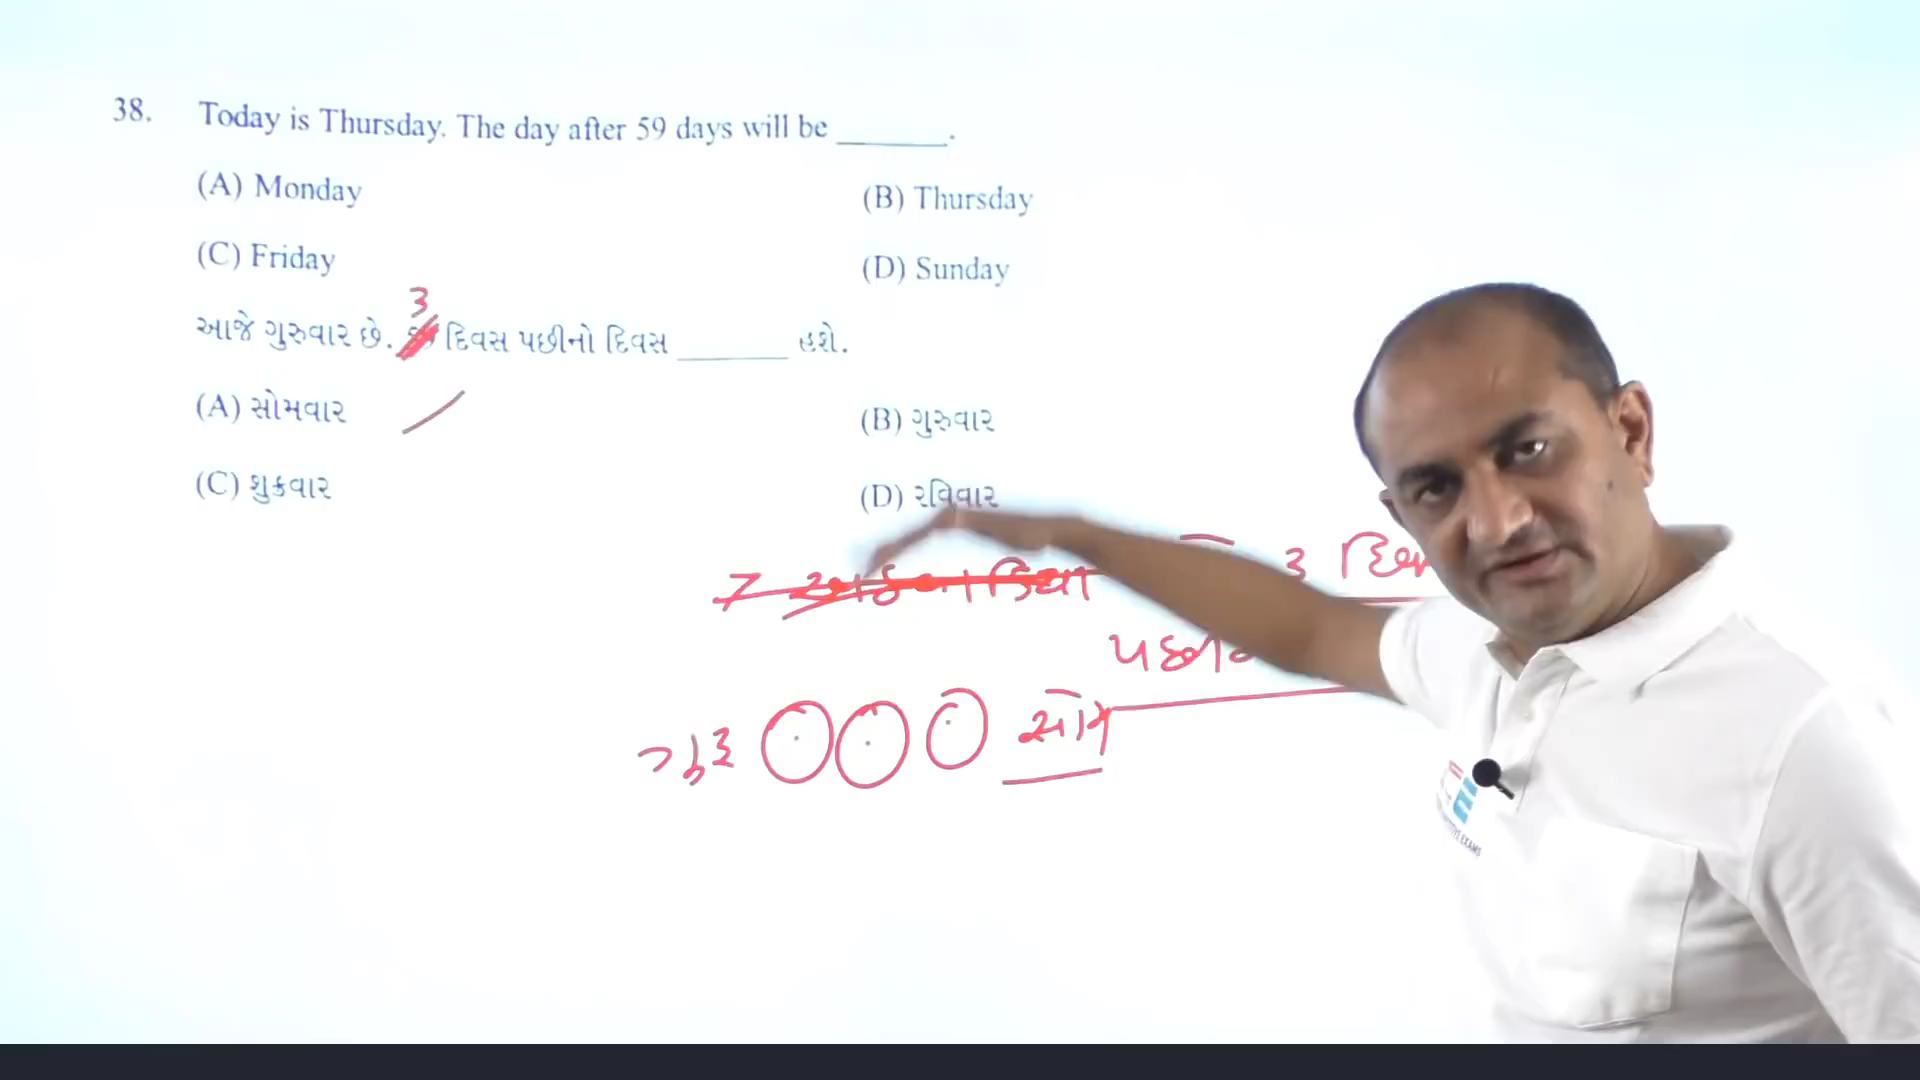 38. Today is Thursday. The day after 59 days will be ______.
(A) Monday (B) Thursday
(C) Friday (D) Sunday
3
આજે ગુરુવાર છે. દિવસ પછીનો દિવસ ______ હશે.
(A) સોમવાર (B) ગુરુવાર
(C) શુક્રવાર (D) રવિવાર
3
7
ગુરુ સોમ